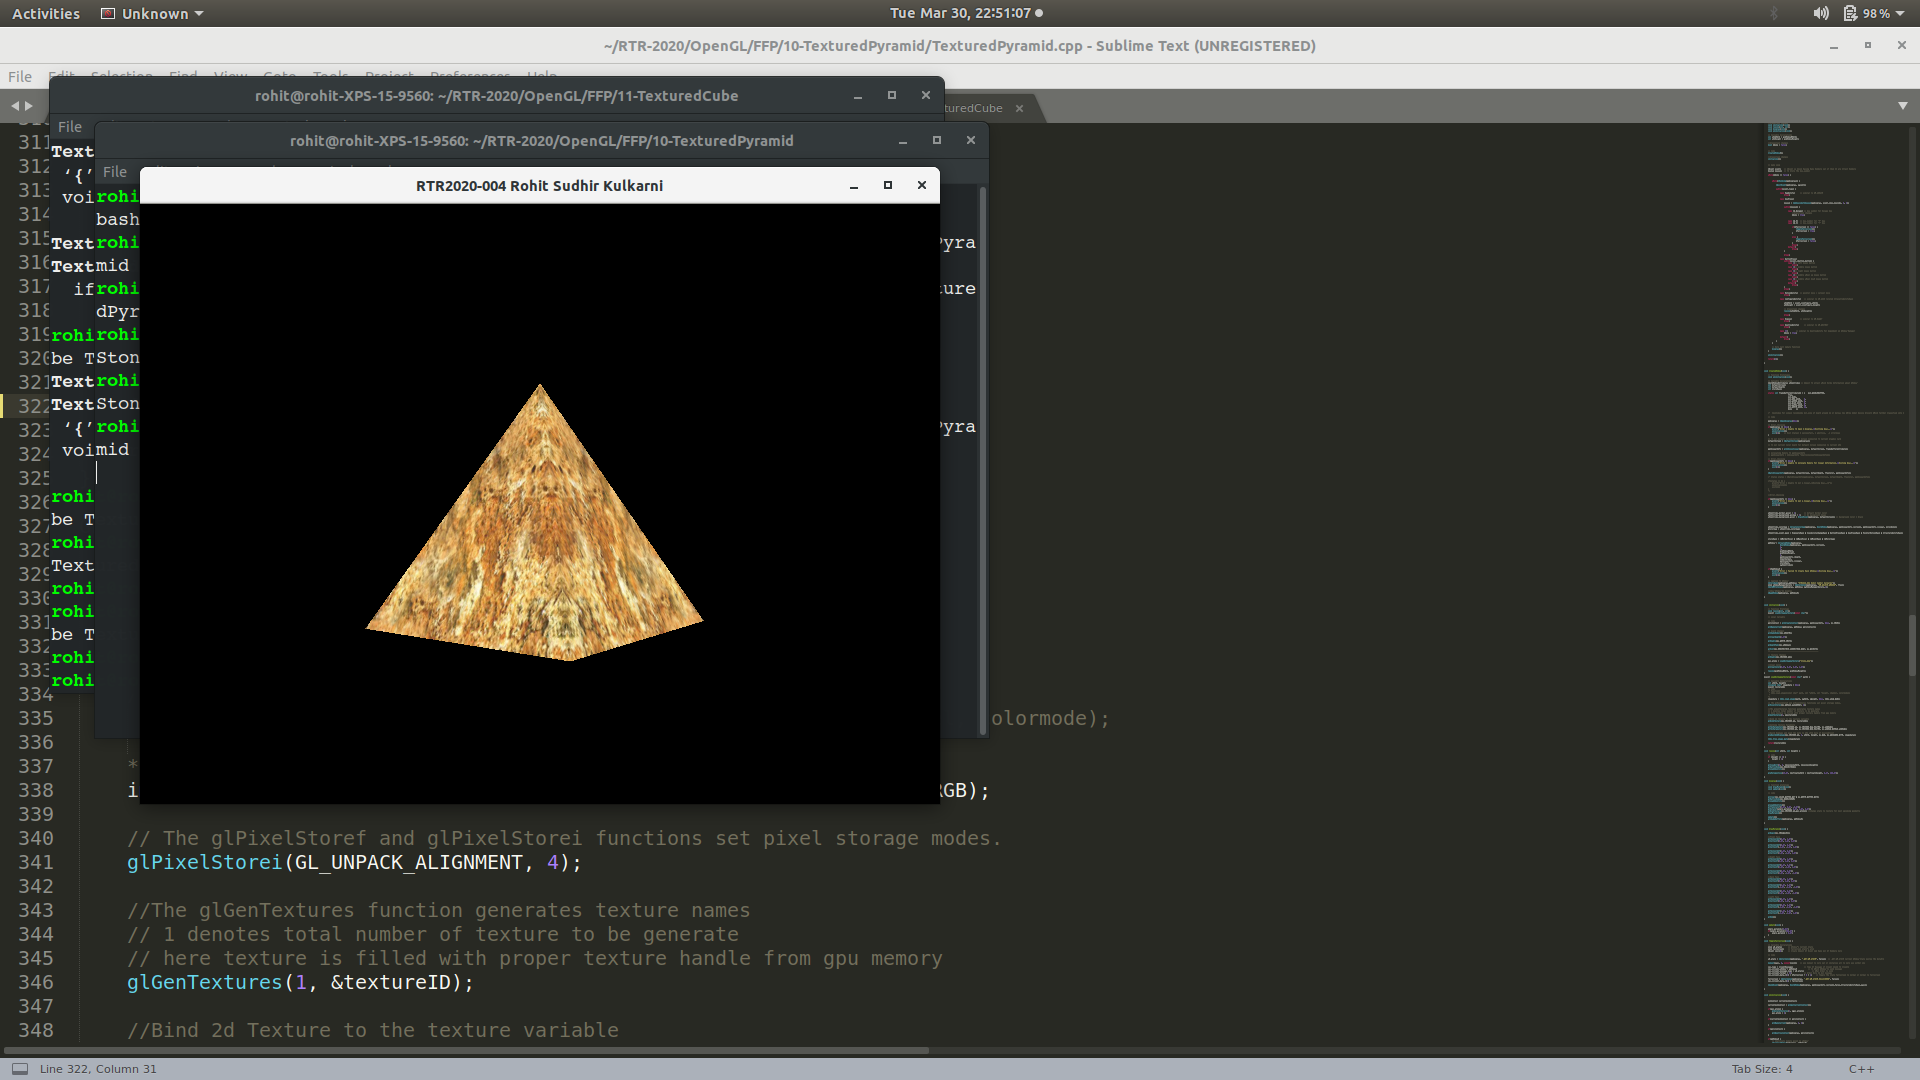 Activities Unknown Tue Mar 30, 22:51:07 98 %
~/RTR-2020/OpenGL/FFP/10-TexturedPyramid/TexturedPyramid.cpp - Sublime Text (UNREGISTERED)
File Edit Selection Find View Goto Tools Project Preferences Help
rohit@rohit-XPS-15-9560: ~/RTR-2020/OpenGL/FFP/11-TexturedCube
turedCube
File
rohit@rohit-XPS-15-9560: ~/RTR-2020/OpenGL/FFP/10-TexturedPyramid
File
RTR2020-004 Rohit Sudhir Kulkarni
311
312
313
314
315
316
317
318
319
320
321
322
323
324
325
326
327
328
329
330
331
332
333
334
Text
‘{’
voi
Text
Text
if
rohi
be T
Text
Text
‘{’
voi
rohi
be T
rohi
Text
rohi
rohi
be T
rohi
rohi
rohi
bash
rohi Pyra
mid
rohi ture
dPyr
rohi
Ston
rohi
Ston
rohi Pyra
mid
335 olormode);
336
337 *
338 i RGB);
339
340 // The glPixelStoref and glPixelStorei functions set pixel storage modes.
341 glPixelStorei(GL_UNPACK_ALIGNMENT, 4);
342
343 //The glGenTextures function generates texture names
344 // 1 denotes total number of texture to be generate
345 // here texture is filled with proper texture handle from gpu memory
346 glGenTextures(1, &textureID);
347
348 //Bind 2d Texture to the texture variable
Line 322, Column 31 Tab Size: 4 C++